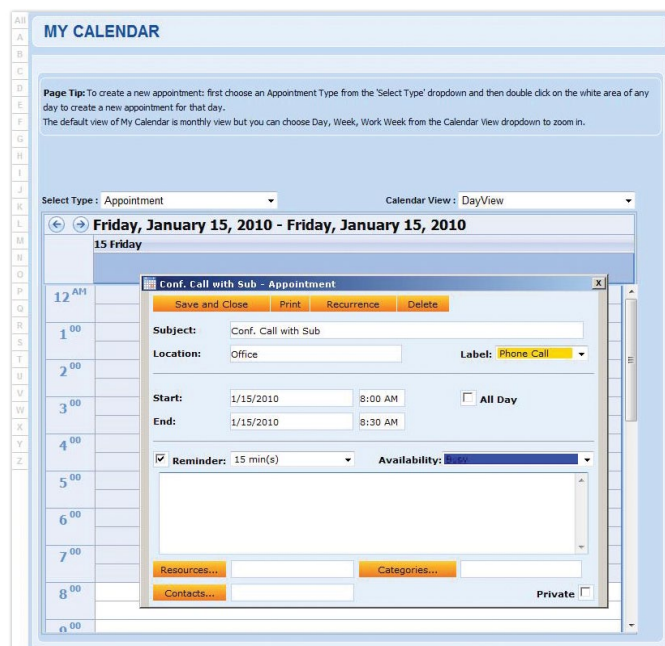 All
A
B
C
D
E
F
G
H
I
J
K
L
M
N
O
P
Q
R
S
T
U
V
W
X
Y
Z
MY CALENDAR
Page Tip: To create a new appointment: first choose an Appointment Type from the 'Select Type' dropdown and then double click on the white area of any
day to create a new appointment for that day.
The default view of My Calendar is monthly view but you can choose Day, Week, Work Week from the Calendar View dropdown to zoom in.
Select Type : Appointment Calendar View : DayView
Friday, January 15, 2010 - Friday, January 15, 2010
15 Friday
12 AM
1 00
2 00
3 00
4 00
5 00
6 00
7 00
8 00
9 00
Conf. Call with Sub - Appointment X
Save and Close Print Recurrence Delete
Subject: Conf. Call with Sub
Location: Office Label: Phone Call
Start: 1/15/2010 8:00 AM All Day
End: 1/15/2010 8:30 AM
Reminder: 15 min(s) Availability: Busy
Resources... Categories...
Contacts... Private